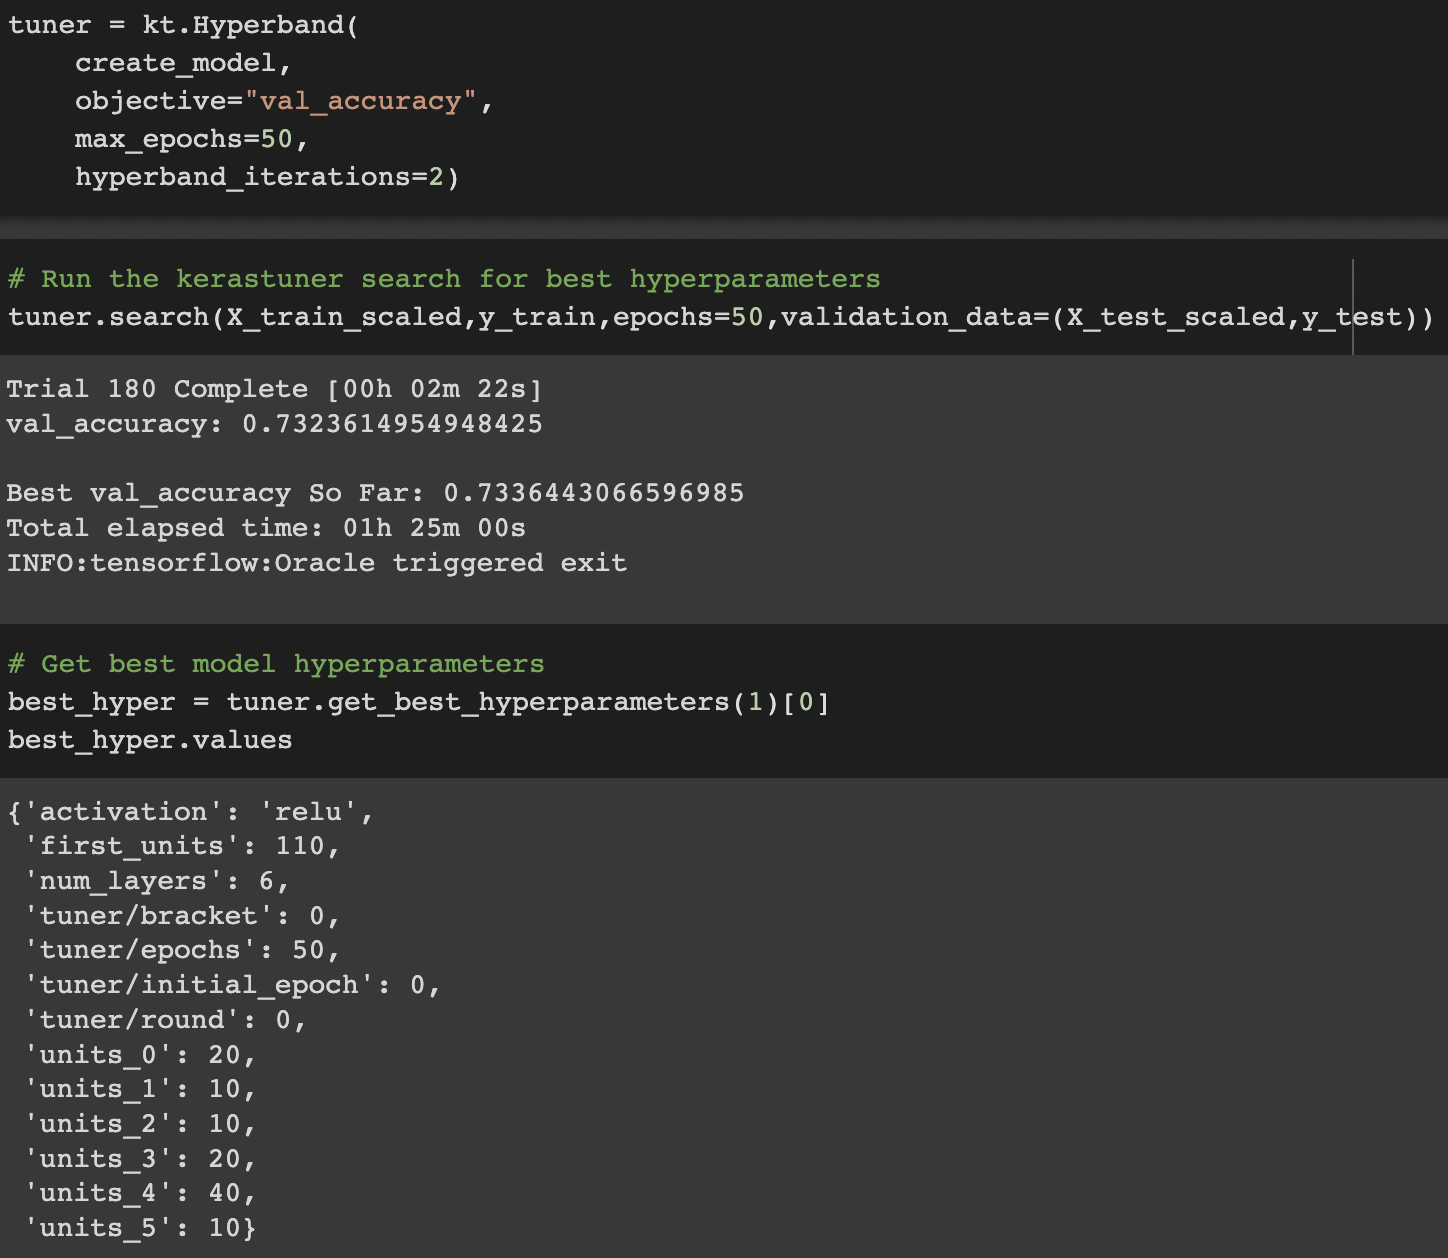 tuner = kt.Hyperband(
    create_model,
    objective="val_accuracy",
    max_epochs=50,
    hyperband_iterations=2)
# Run the kerastuner search for best hyperparameters
tuner.search(X_train_scaled,y_train,epochs=50,validation_data=(X_test_scaled,y_test))
Trial 180 Complete [00h 02m 22s]
val_accuracy: 0.7323614954948425
Best val_accuracy So Far: 0.7336443066596985
Total elapsed time: 01h 25m 00s
INFO:tensorflow:Oracle triggered exit
# Get best model hyperparameters
best_hyper = tuner.get_best_hyperparameters(1)[0]
best_hyper.values
{'activation': 'relu',
 'first_units': 110,
 'num_layers': 6,
 'tuner/bracket': 0,
 'tuner/epochs': 50,
 'tuner/initial_epoch': 0,
 'tuner/round': 0,
 'units_0': 20,
 'units_1': 10,
 'units_2': 10,
 'units_3': 20,
 'units_4': 40,
 'units_5': 10}